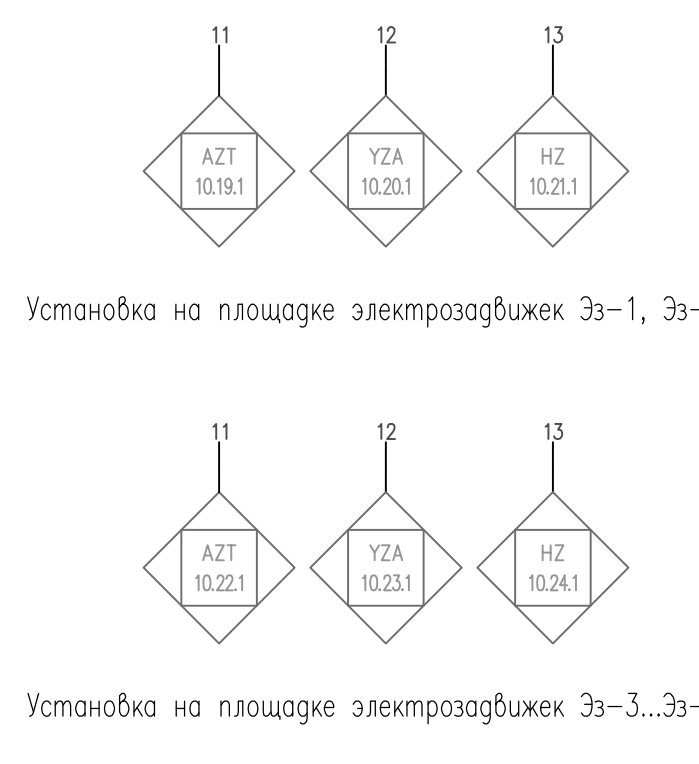 11 12 13
AZT YZA HZ
10.19.1 10.20.1 10.21.1
Установка на площадке электрозадвижек Эз-1, Эз-
11 12 13
AZT YZA HZ
10.22.1 10.23.1 10.24.1
Установка на площадке электрозадвижек Эз-3...Эз-